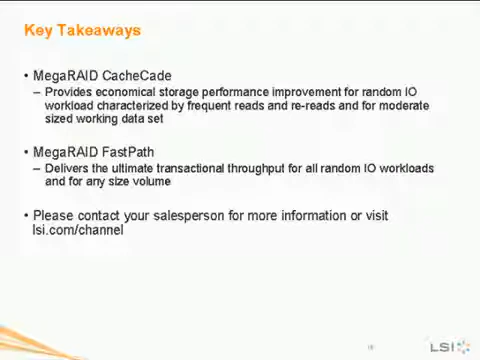 Key Takeaways
• MegaRAID CacheCade
– Provides economical storage performance improvement for random IO
workload characterized by frequent reads and re-reads and for moderate
sized working data set
• MegaRAID FastPath
– Delivers the ultimate transactional throughput for all random IO workloads
and for any size volume
• Please contact your salesperson for more information or visit
lsi.com/channel
LSI